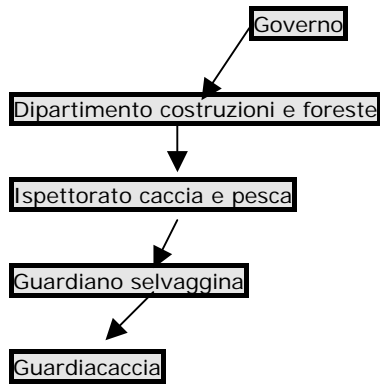 Governo
Dipartimento costruzioni e foreste
Ispettorato caccia e pesca
Guardiano selvaggina
Guardiacaccia